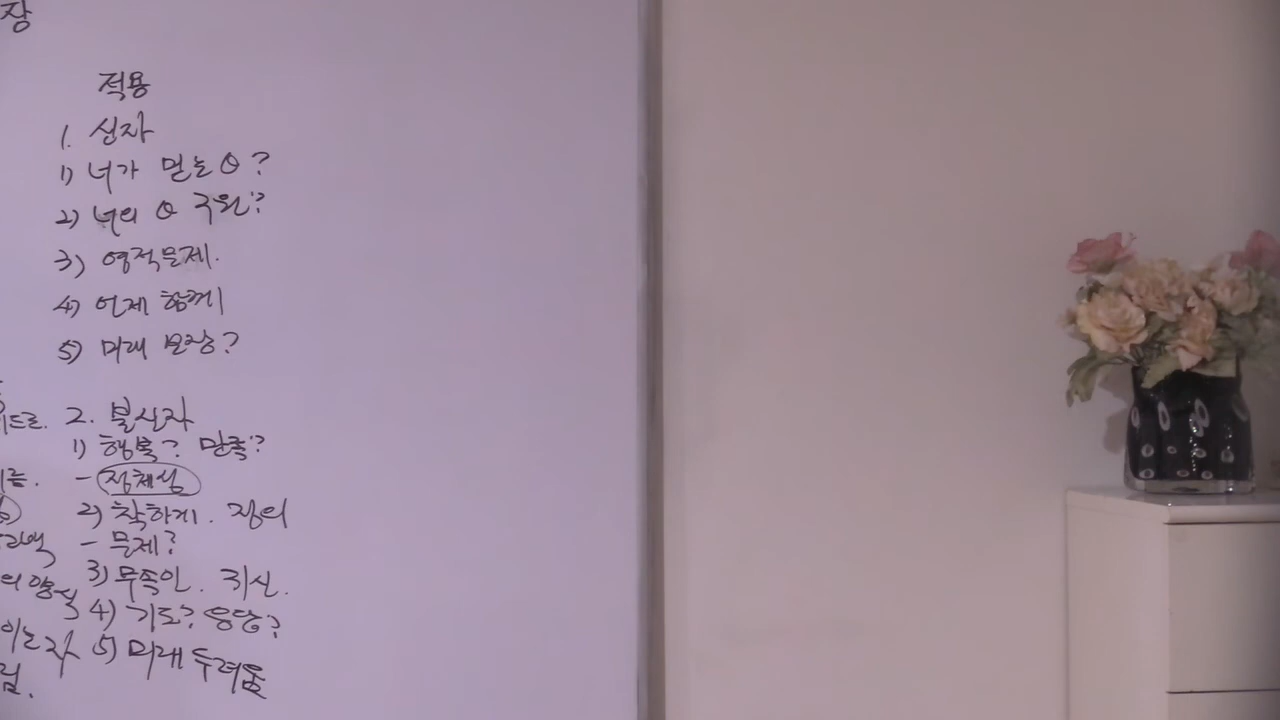 장
적용
1. 신자
1) 너가 믿는 ⊖?
2) 너의 ⊖ 구원?
3) 영적문제.
4) 언제 함께
5) 미래 보장?
2. 불신자
1) 행복? 만족?
- 정체성
2) 착하게. 정의
- 문제?
3) 무속인. 귀신.
4) 기도? 응답?
5) 미래 두려움